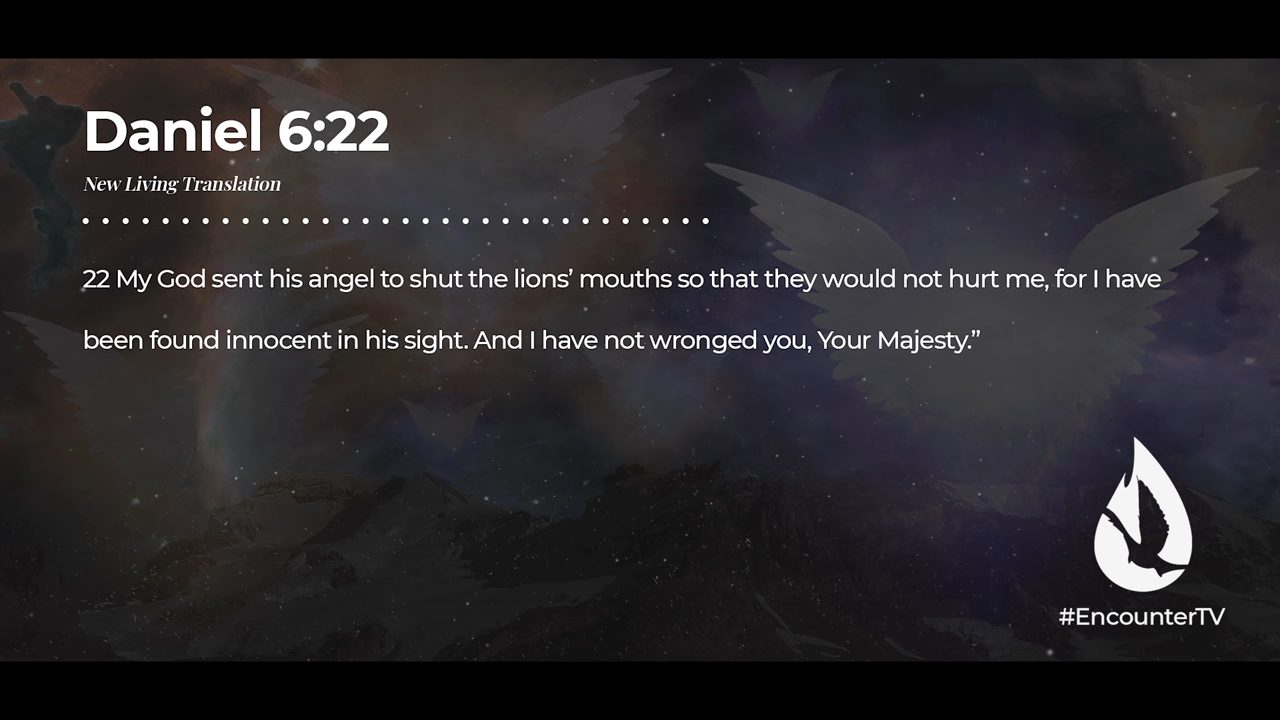 Daniel 6:22
New Living Translation
22 My God sent his angel to shut the lions’ mouths so that they would not hurt me, for I have
been found innocent in his sight. And I have not wronged you, Your Majesty.”
#EncounterTV